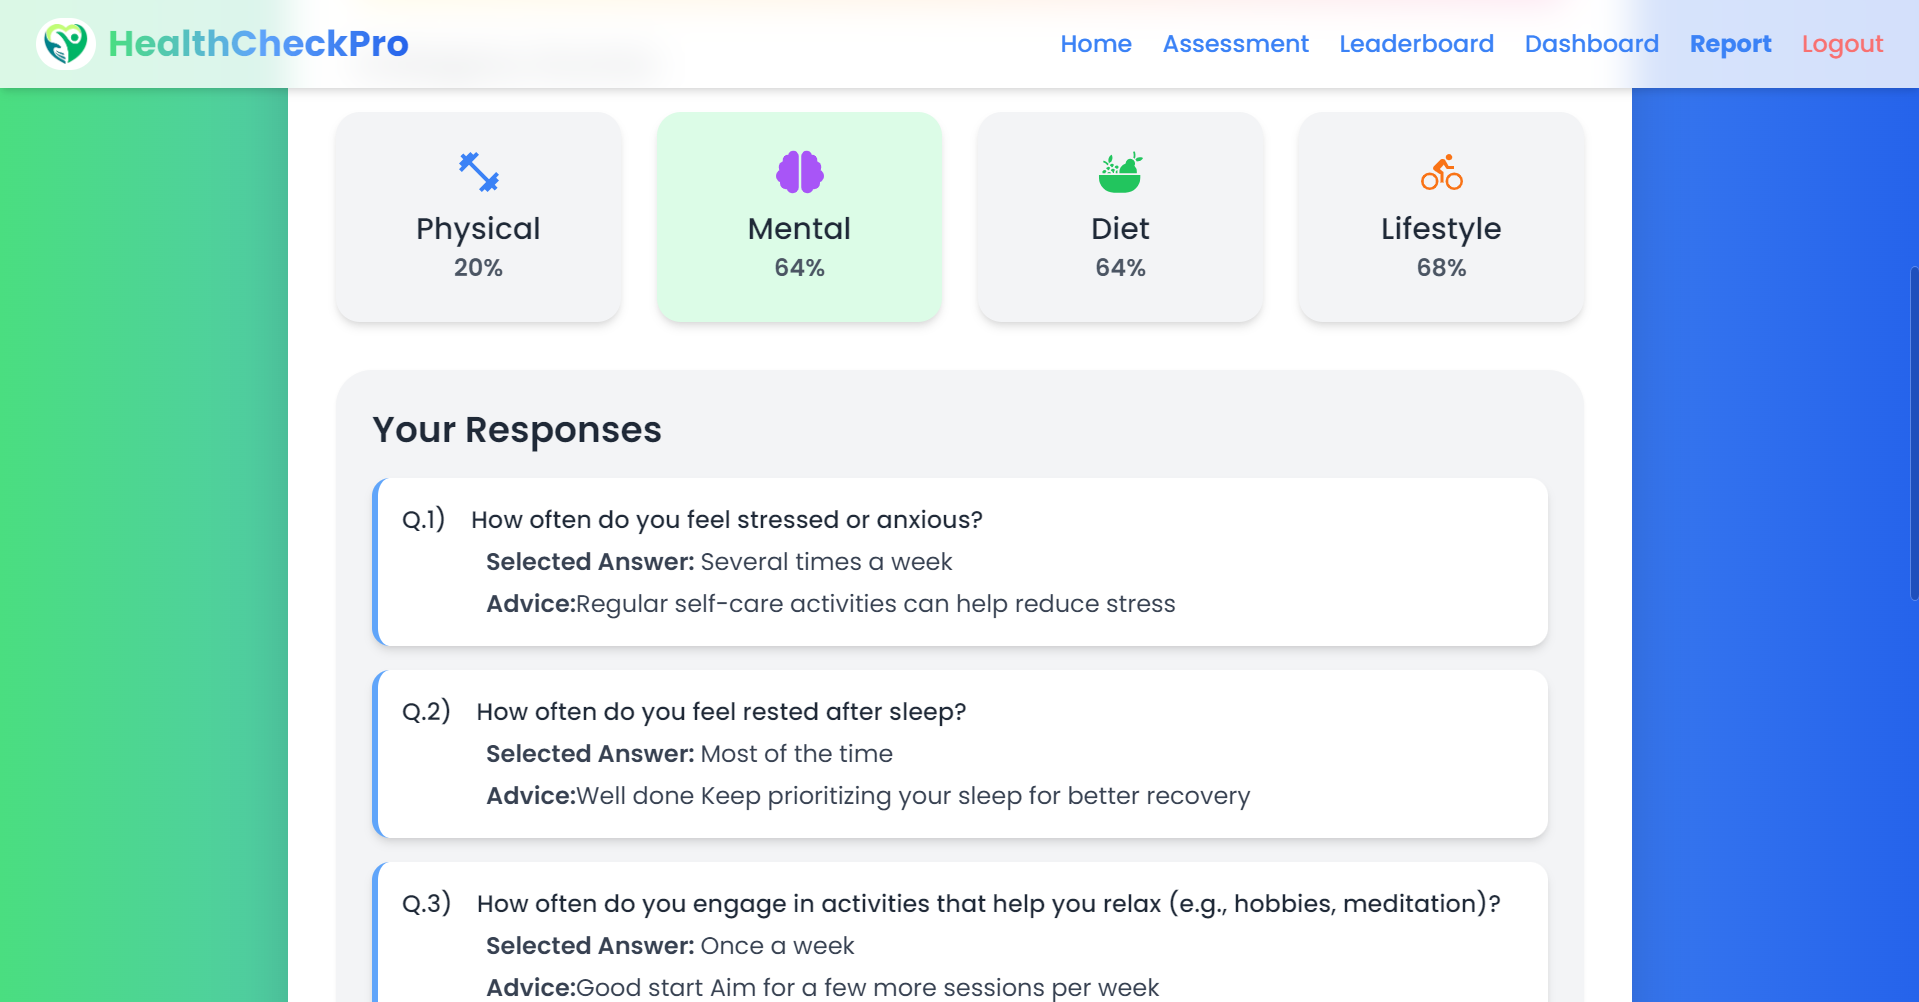 HealthCheckPro
Home Assessment Leaderboard Dashboard Report Logout
Physical
20%
Mental
64%
Diet
64%
Lifestyle
68%
Your Responses
Q.1) How often do you feel stressed or anxious?
Selected Answer: Several times a week
Advice:Regular self-care activities can help reduce stress
Q.2) How often do you feel rested after sleep?
Selected Answer: Most of the time
Advice:Well done Keep prioritizing your sleep for better recovery
Q.3) How often do you engage in activities that help you relax (e.g., hobbies, meditation)?
Selected Answer: Once a week
Advice:Good start Aim for a few more sessions per week